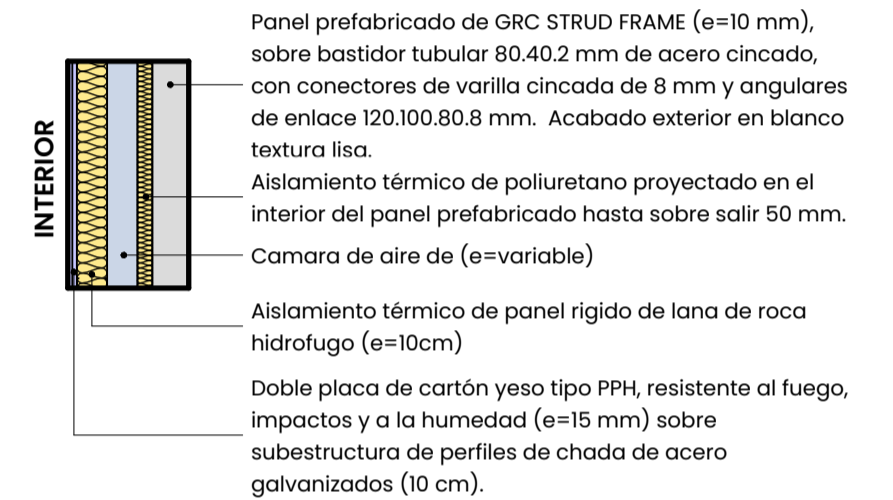 INTERIOR
Panel prefabricado de GRC STRUD FRAME (e=10 mm),
sobre bastidor tubular 80.40.2 mm de acero cincado,
con conectores de varilla cincada de 8 mm y angulares
de enlace 120.100.80.8 mm. Acabado exterior en blanco
textura lisa.
Aislamiento térmico de poliuretano proyectado en el
interior del panel prefabricado hasta sobre salir 50 mm.
Camara de aire de (e=variable)
Aislamiento térmico de panel rigido de lana de roca
hidrofugo (e=10cm)
Doble placa de cartón yeso tipo PPH, resistente al fuego,
impactos y a la humedad (e=15 mm) sobre
subestructura de perfiles de chada de acero
galvanizados (10 cm).